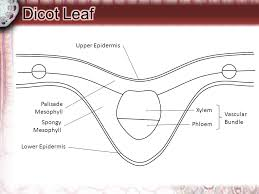 Dicot Leaf
Upper Epidermis
Palisade
Mesophyll
Spongy
Mesophyll
Lower Epidermis
Xylem
Phloem
Vascular
Bundle